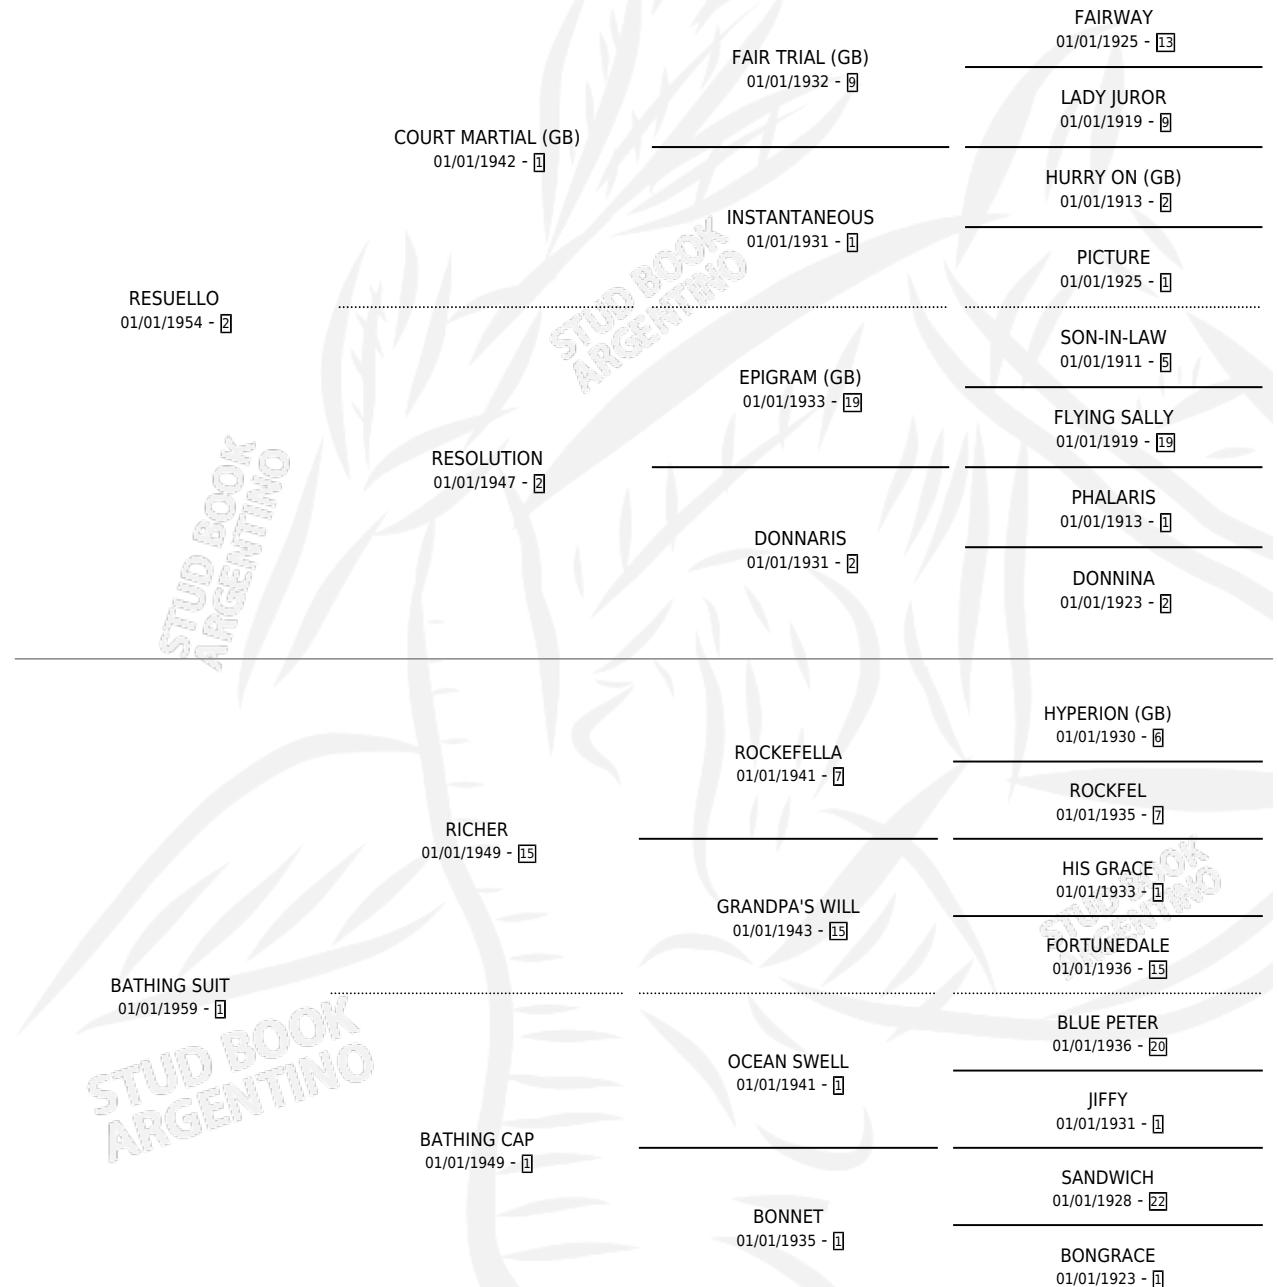 FAIRWAY
01/01/1925 - 13
FAIR TRIAL (GB)
01/01/1932 - 9
LADY JUROR
01/01/1919 - 9
COURT MARTIAL (GB)
01/01/1942 - 1
HURRY ON (GB)
01/01/1913 - 2
INSTANTANEOUS
01/01/1931 - 1
PICTURE
01/01/1925 - 1
RESUELLO
01/01/1954 - 2
SON-IN-LAW
01/01/1911 - 5
EPIGRAM (GB)
01/01/1933 - 19
FLYING SALLY
01/01/1919 - 19
RESOLUTION
01/01/1947 - 2
PHALARIS
01/01/1913 - 1
DONNARIS
01/01/1931 - 2
DONNINA
01/01/1923 - 2
HYPERION (GB)
01/01/1930 - 6
ROCKEFELLA
01/01/1941 - 7
ROCKFEL
01/01/1935 - 7
RICHER
01/01/1949 - 15
HIS GRACE
01/01/1933 - 1
GRANDPA'S WILL
01/01/1943 - 15
FORTUNEDALE
01/01/1936 - 15
BATHING SUIT
01/01/1959 - 1
BLUE PETER
01/01/1936 - 20
OCEAN SWELL
01/01/1941 - 1
JIFFY
01/01/1931 - 1
BATHING CAP
01/01/1949 - 1
SANDWICH
01/01/1928 - 22
BONNET
01/01/1935 - 1
BONGRACE
01/01/1923 - 1
STUD BOOK
ARGENTINO
STUD BOOK
ARGENTINO
STUD BOOK
ARGENTINO
STUD BOOK
ARGENTINO